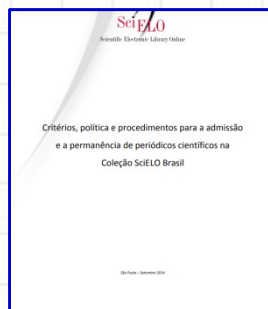 SciELO
Scientific Electronic Library Online
Critérios, política e procedimentos para a admissão
e a permanência de periódicos científicos na
Coleção SciELO Brasil
São Paulo – Setembro 2014